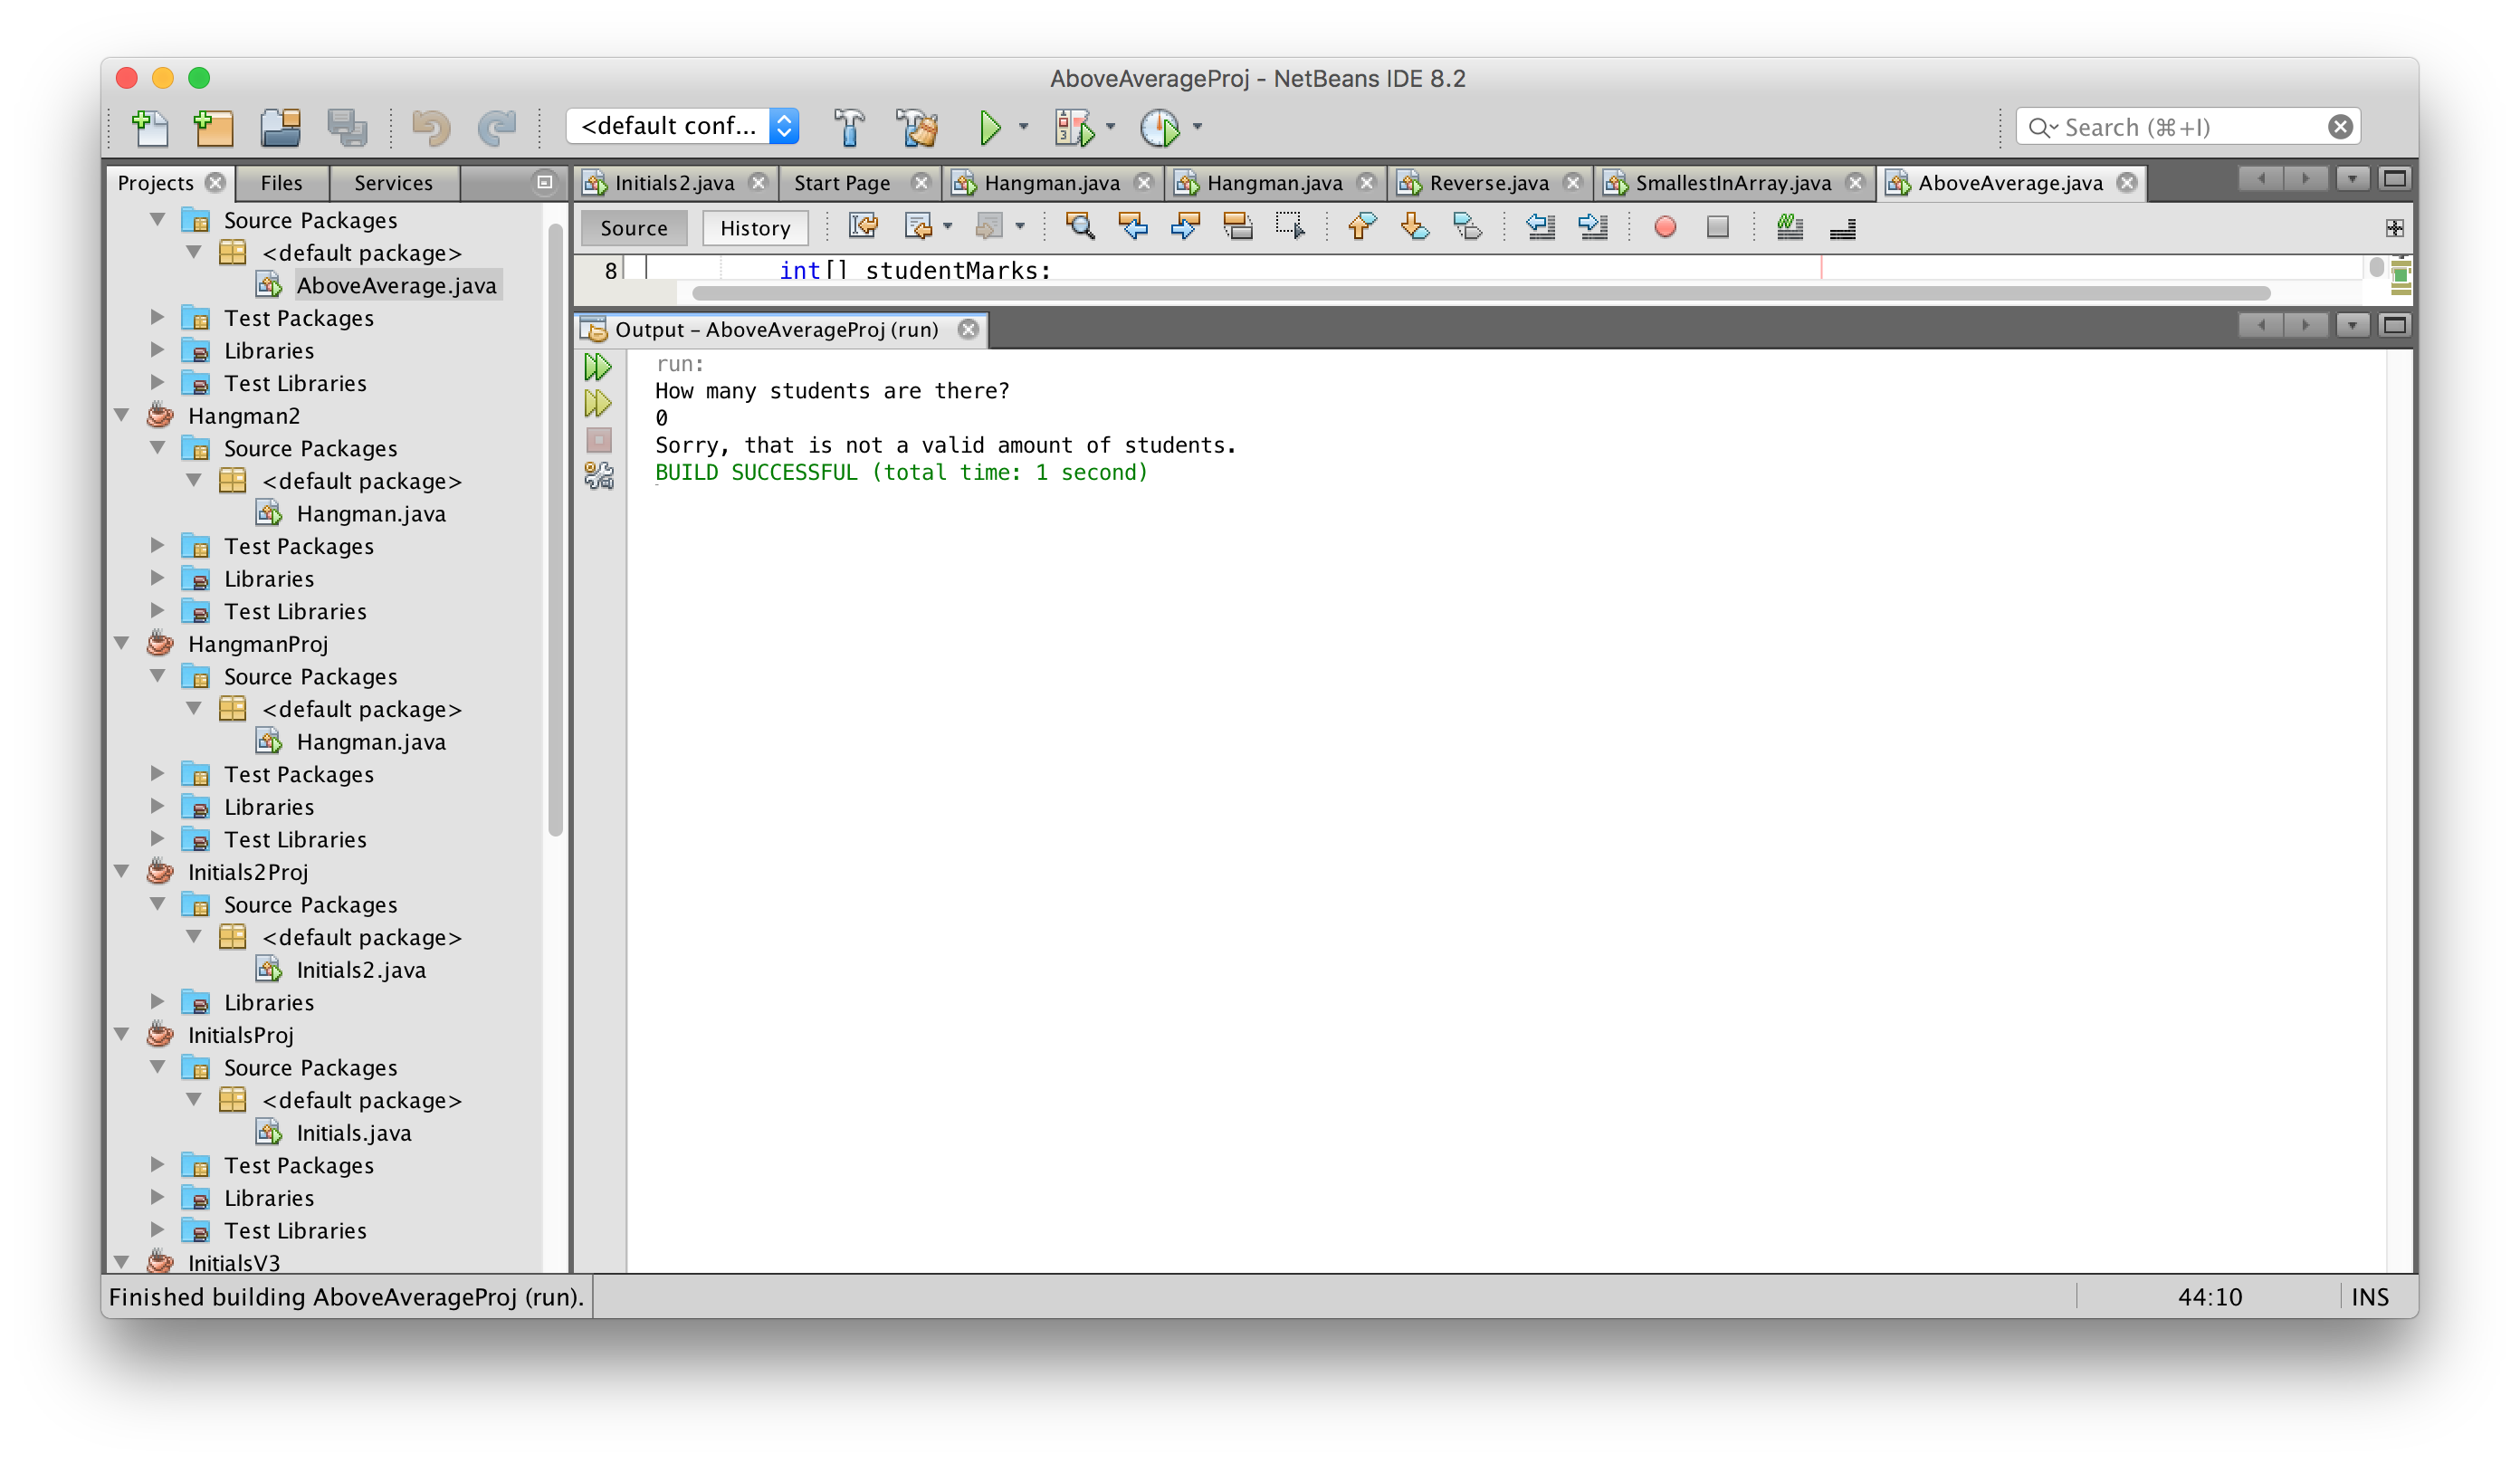 AboveAverageProj - NetBeans IDE 8.2
<default conf...
Search (⌘+I)
Projects
Files
Services
Source Packages
<default package>
AboveAverage.java
Test Packages
Libraries
Test Libraries
Hangman2
Source Packages
<default package>
Hangman.java
Test Packages
Libraries
Test Libraries
HangmanProj
Source Packages
<default package>
Hangman.java
Test Packages
Libraries
Test Libraries
Initials2Proj
Source Packages
<default package>
Initials2.java
Libraries
InitialsProj
Source Packages
<default package>
Initials.java
Test Packages
Libraries
Test Libraries
InitialsV3
Initials2.java
Start Page
Hangman.java
Hangman.java
Reverse.java
SmallestInArray.java
AboveAverage.java
Source
History
8 int[] studentMarks;
Output – AboveAverageProj (run)
run:
How many students are there?
0
Sorry, that is not a valid amount of students.
BUILD SUCCESSFUL (total time: 1 second)
Finished building AboveAverageProj (run).
44:10
INS